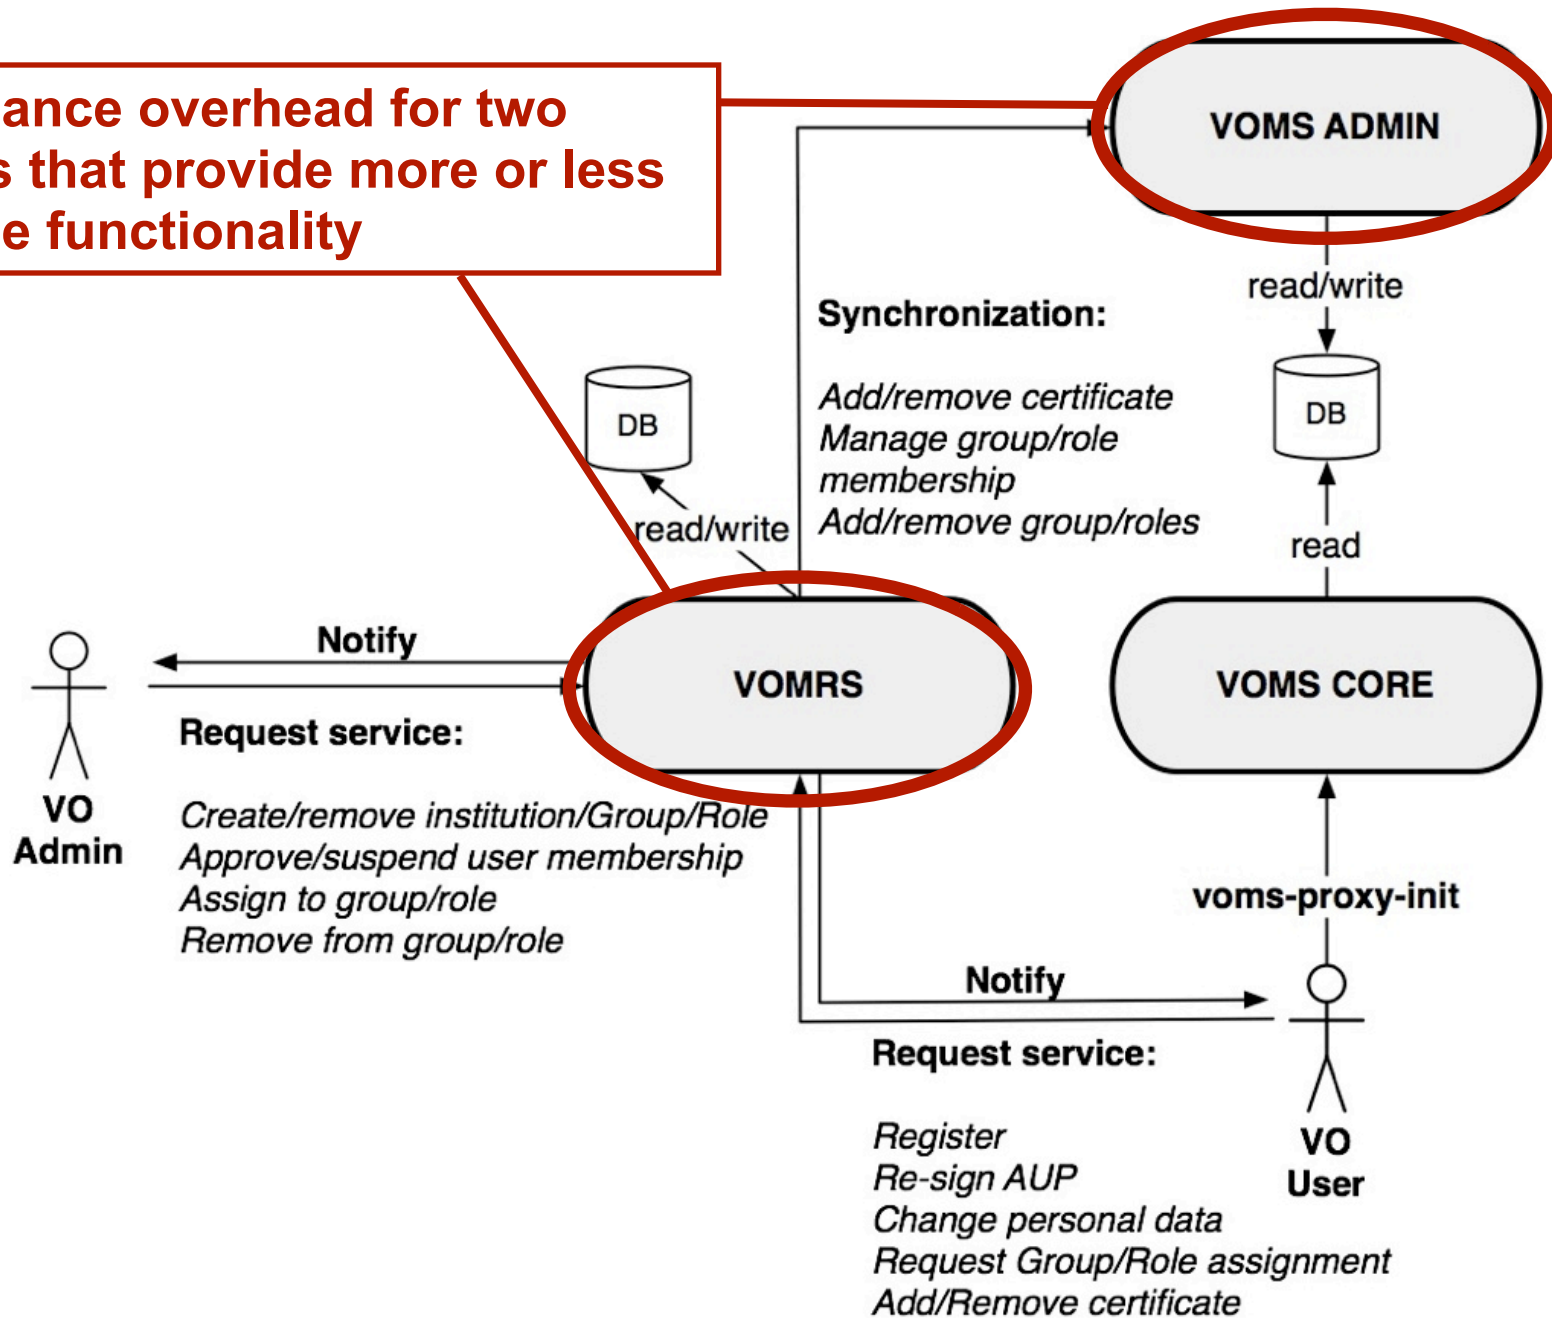 ance overhead for two
s that provide more or less
e functionality
VOMS ADMIN
read/write
Synchronization:
Add/remove certificate
Manage group/role
membership
Add/remove group/roles
DB
DB
read/write
read
Notify
VOMRS
VOMS CORE
Request service:
VO
Admin
Create/remove institution/Group/Role
Approve/suspend user membership
Assign to group/role
Remove from group/role
voms-proxy-init
Notify
Request service:
VO
User
Register
Re-sign AUP
Change personal data
Request Group/Role assignment
Add/Remove certificate